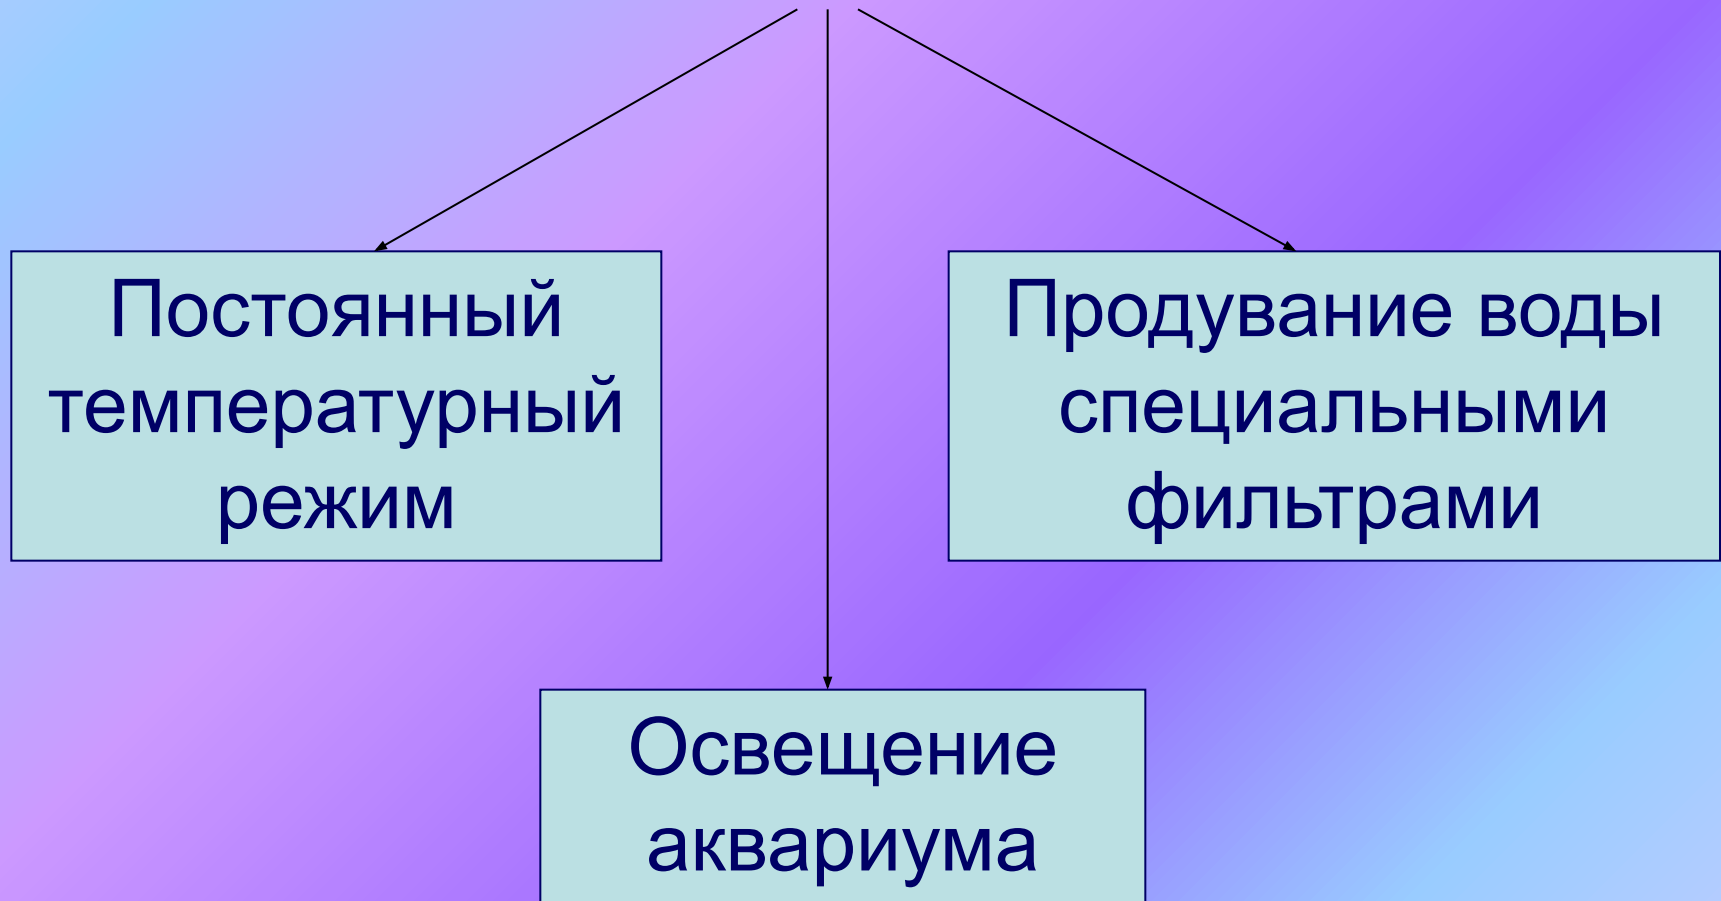 Постоянный
температурный
режим
Продувание воды
специальными
фильтрами
Освещение
аквариума